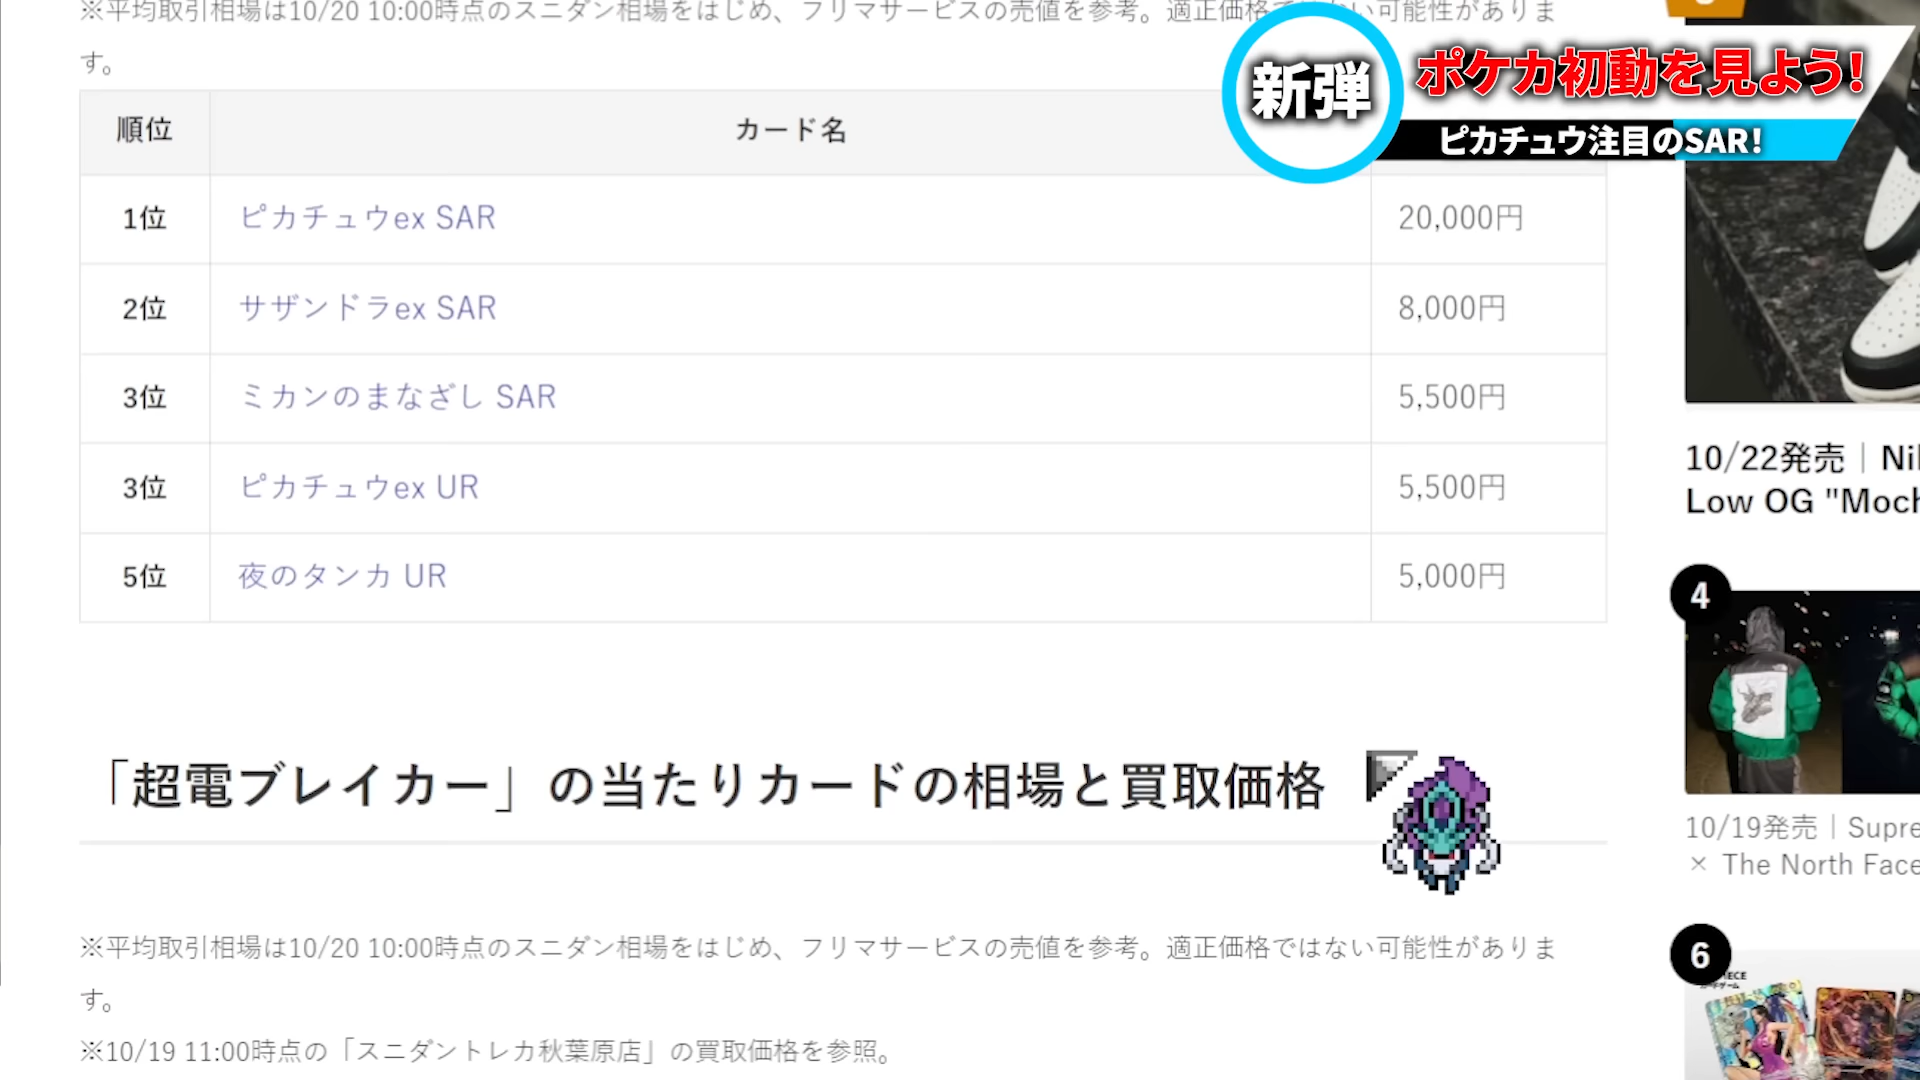 ※平均取引相場は10/20 10:00時点のスニダン相場をはじめ、フリマサービスの売値を参考。適正価格ではない可能性がありま
す。
新弾
ポケカ初動を見よう!
ピカチュウ注目のSAR!
順位 カード名
1位 ピカチュウex SAR 20,000円
2位 サザンドラex SAR 8,000円
3位 ミカンのまなざし SAR 5,500円
3位 ピカチュウex UR 5,500円
5位 夜のタンカ UR 5,000円
「超電ブレイカー」の当たりカードの相場と買取価格
※平均取引相場は10/20 10:00時点のスニダン相場をはじめ、フリマサービスの売値を参考。適正価格ではない可能性がありま
す。
※10/19 11:00時点の「スニダントレカ秋葉原店」の買取価格を参照。
10/22発売｜Ni
Low OG "Moch
4
10/19発売｜Supre
× The North Face
6